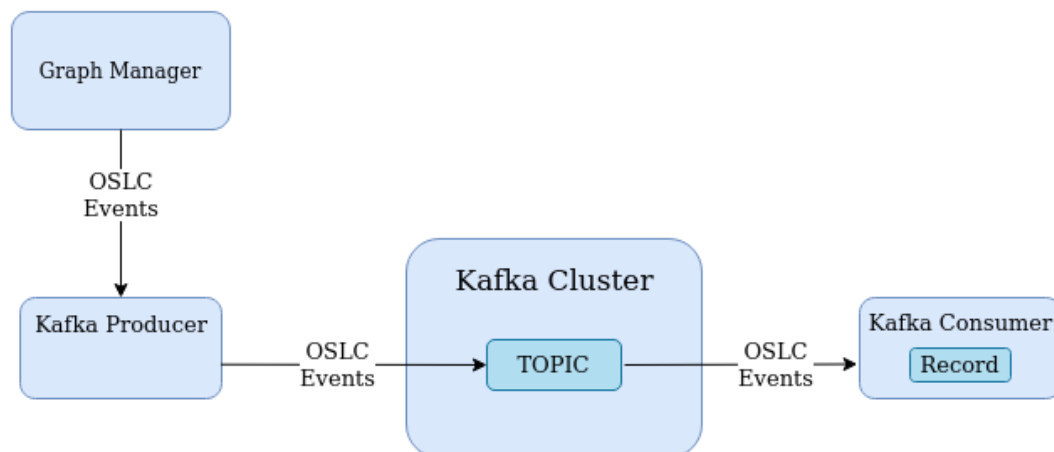 Graph Manager
OSLC
Events
Kafka Cluster
Kafka Producer
OSLC
Events
TOPIC
OSLC
Events
Kafka Consumer
Record